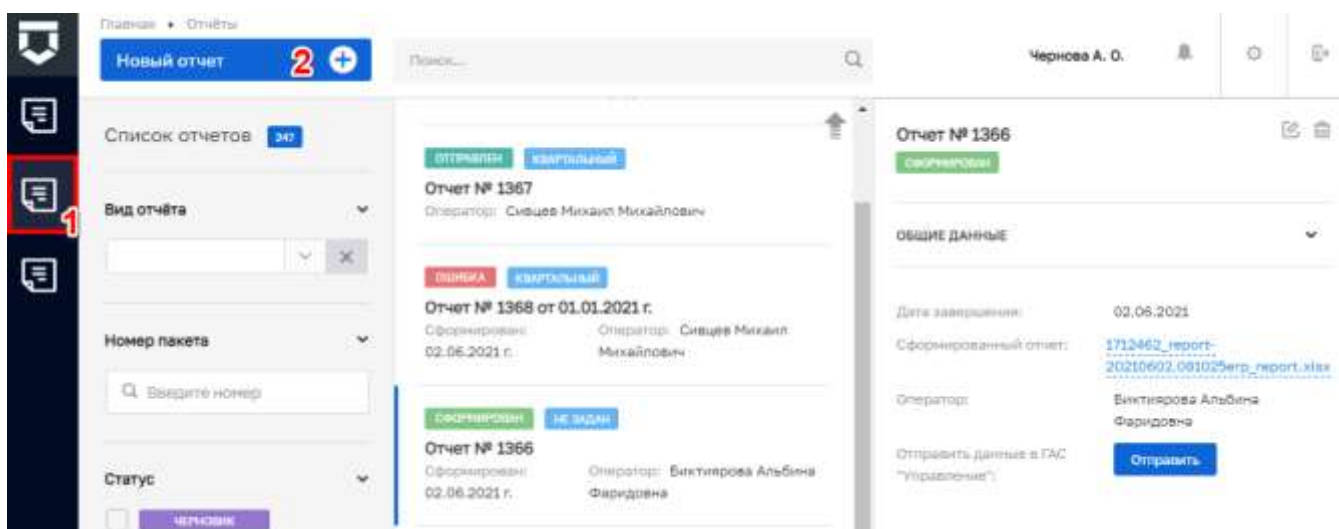 Главная • Отчёты
Новый отчет 2
Поиск...
Чернова А. О.
1
Список отчетов 347
Вид отчёта
Номер пакета
Введите номер
Статус
ЧЕРНОВИК
ОТПРАВЛЕН КВАРТАЛЬНЫЙ
Отчет № 1367
Оператор: Сивцев Михаил Михайлович
ОШИБКА КВАРТАЛЬНЫЙ
Отчет № 1368 от 01.01.2021 г.
Сформирован: Оператор: Сивцев Михаил
02.06.2021 г. Михайлович
СФОРМИРОВАН НЕ ЗАДАН
Отчет № 1366
Сформирован: Оператор: Биктиярова Альбина
02.06.2021 г. Фаридовна
Отчет № 1366
СФОРМИРОВАН
ОБЩИЕ ДАННЫЕ
Дата завершения: 02.06.2021
Сформированный отчет: 1712462_report-
20210602.081025erp_report.xlsx
Оператор: Биктиярова Альбина
Фаридовна
Отправить данные в ГАС Отправить
"Управление":